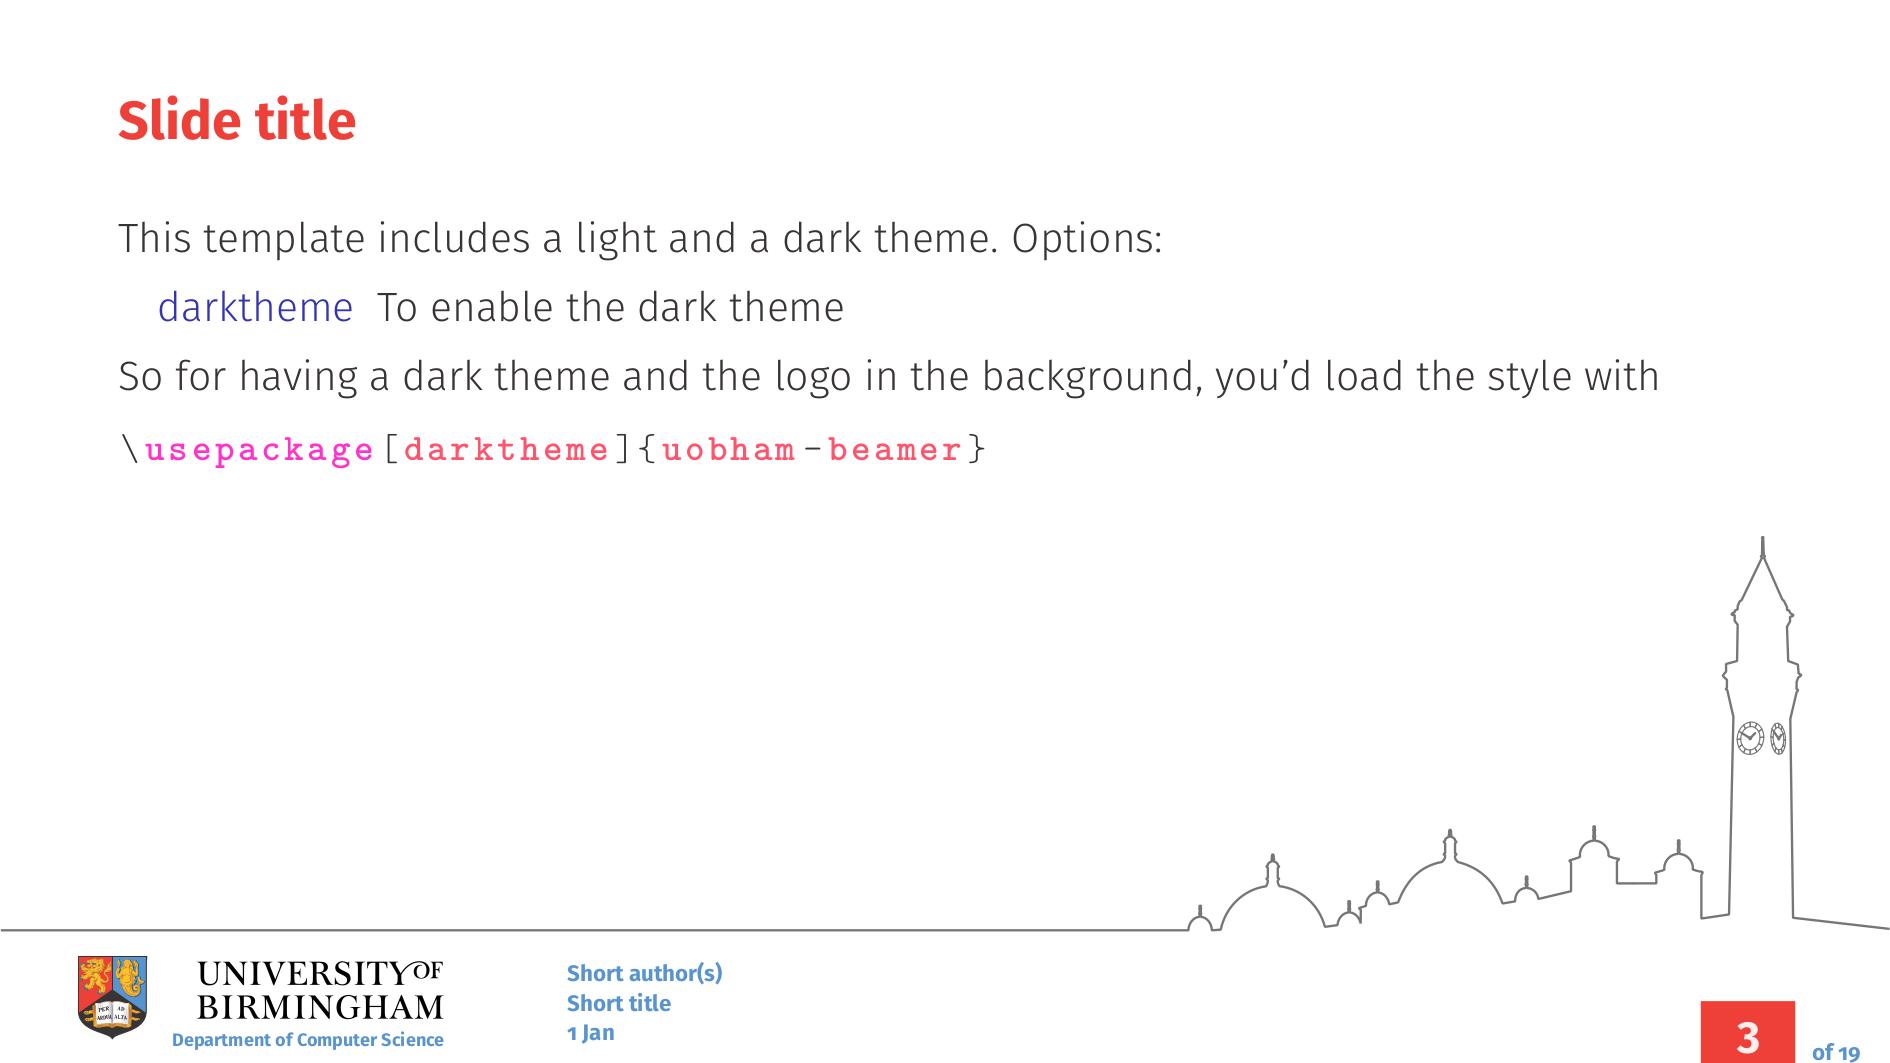 Slide title
This template includes a light and a dark theme. Options:
darktheme To enable the dark theme
So for having a dark theme and the logo in the background, you’d load the style with
\usepackage[darktheme]{uobham-beamer}
PER AD
ARDUA ALTA
UNIVERSITY OF
BIRMINGHAM
Department of Computer Science
Short author(s)
Short title
1 Jan
3 of 19